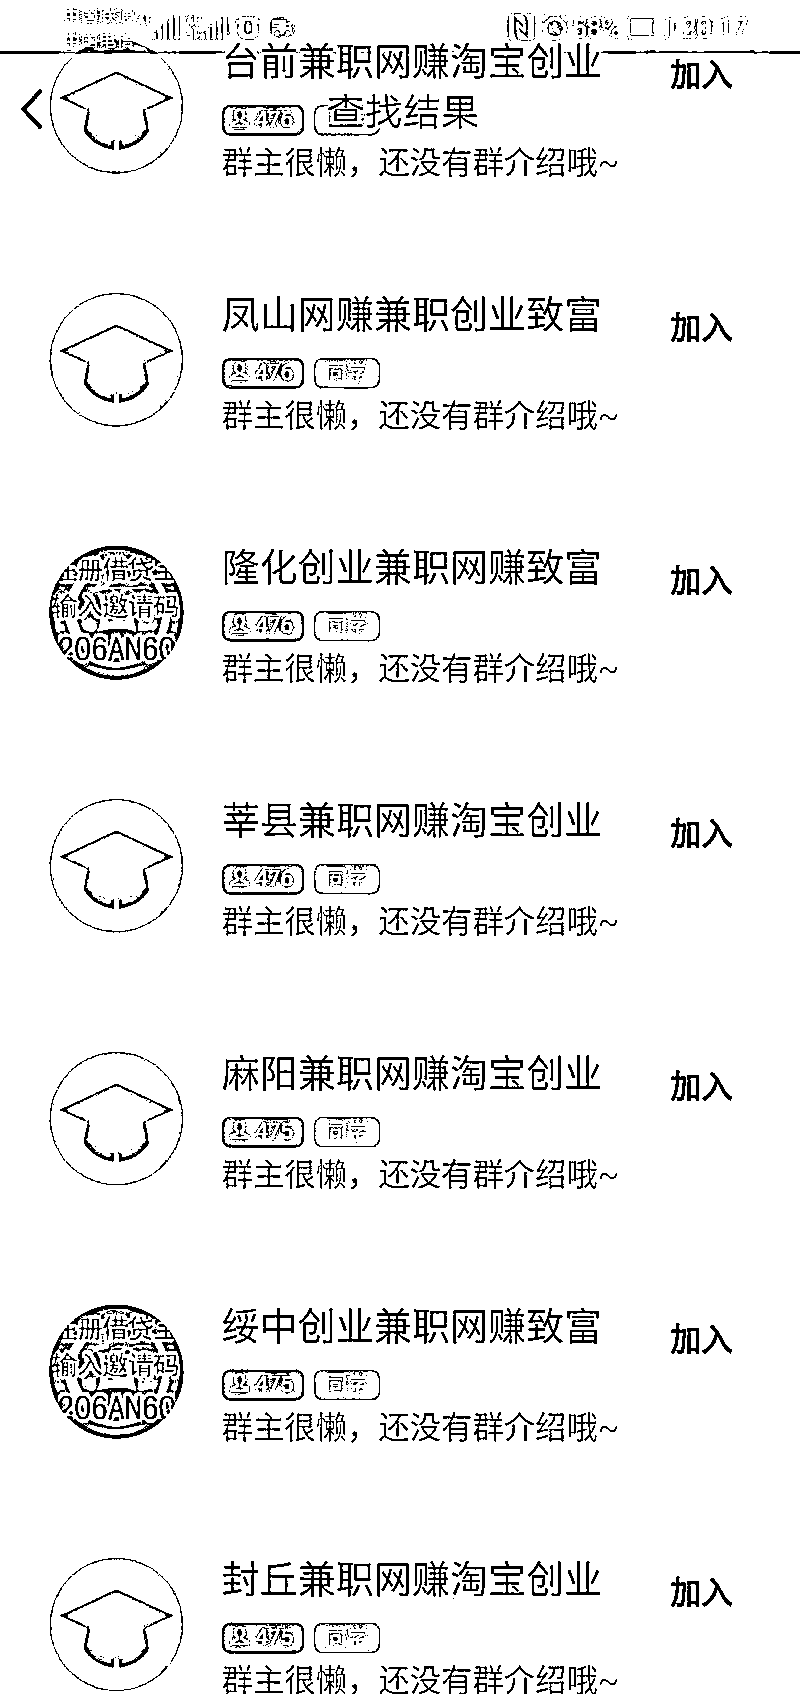 68%
台前兼职网赚淘宝创业
加入
查找结果
476
群主很懒，还没有群介绍哦~
凤山网赚兼职创业致富
加入
476 同学
群主很懒，还没有群介绍哦~
隆化创业兼职网赚致富
加入
476 同学
群主很懒，还没有群介绍哦~
册借贷
输入邀请码
206AN60
莘县兼职网赚淘宝创业
加入
476 同学
群主很懒，还没有群介绍哦~
麻阳兼职网赚淘宝创业
加入
475 同学
群主很懒，还没有群介绍哦~
绥中创业兼职网赚致富
加入
475 同学
群主很懒，还没有群介绍哦~
册借贷
输入邀请码
206AN60
封丘兼职网赚淘宝创业
加入
475 同学
群主很懒，还没有群介绍哦~